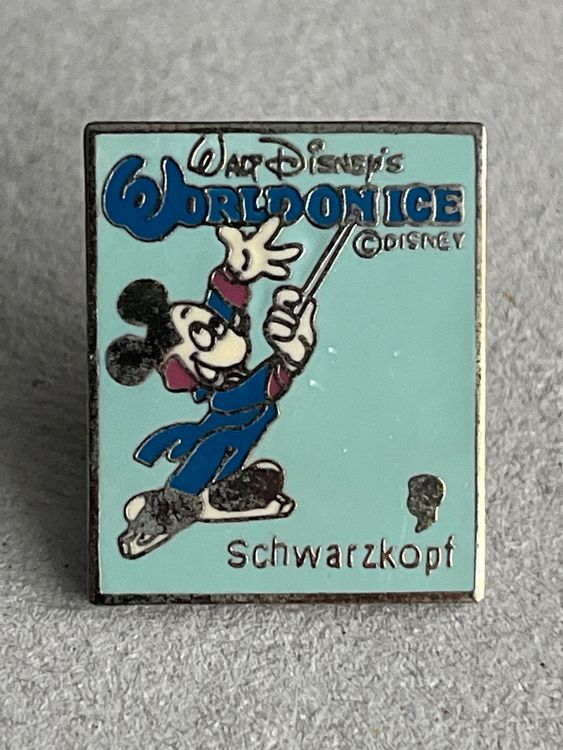 Walt Disney's
WORLD ON ICE
©DISNEY
Schwarzkopf